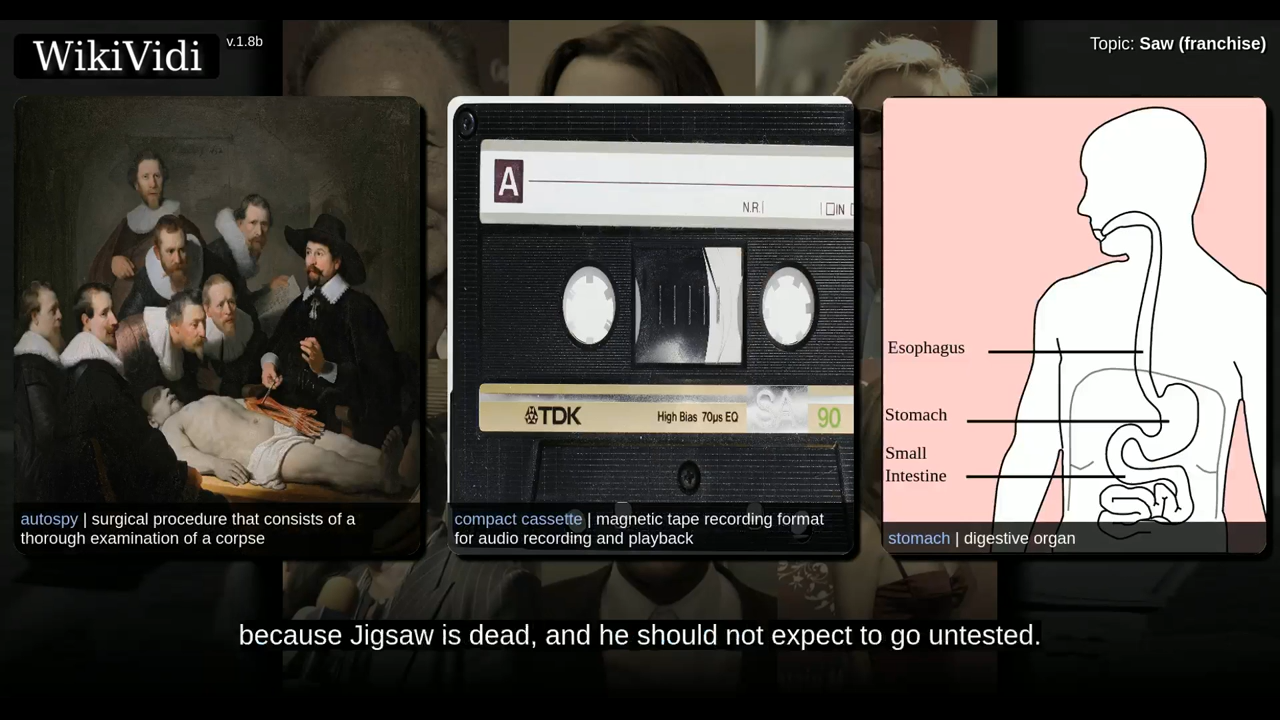 WikiVidi
v.1.8b
Topic: Saw (franchise)
A
N.R.
IN
TDK
High Bias 70µs EQ
SA
90
Esophagus
Stomach
Small
Intestine
autospy | surgical procedure that consists of a
thorough examination of a corpse
compact cassette | magnetic tape recording format
for audio recording and playback
stomach | digestive organ
because Jigsaw is dead, and he should not expect to go untested.